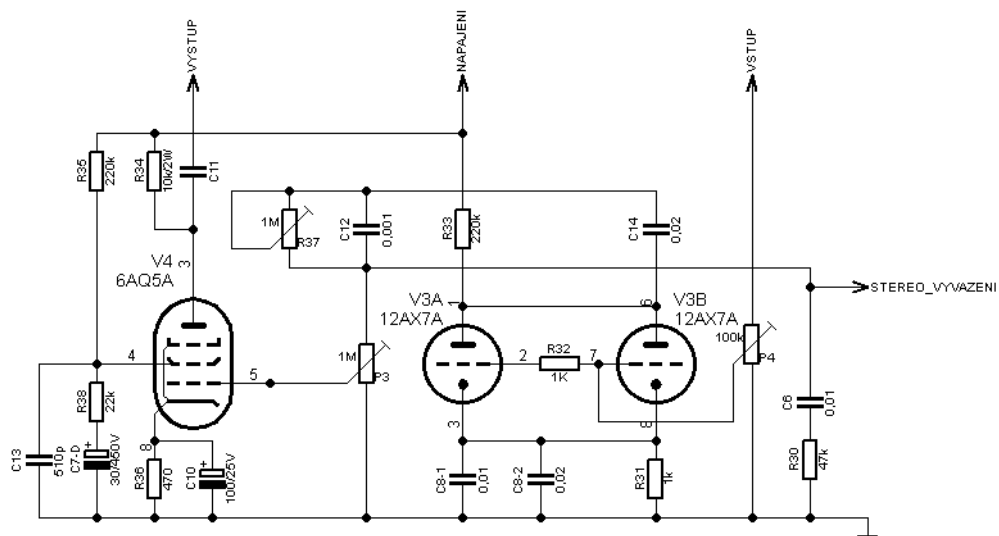 VYSTUP
NAPAJENI
VSTUP
R35
220k
R34
10k/2W
C11
1M
R37
C12
0,001
R33
220k
C14
0,02
3
V4
6AQ5A
STEREO_VYVAZENI
1
V3A
12AX7A
6
V3B
12AX7A
100k
P4
4
5
1M
P3
2
R32
1K
7
R38
22k
C6
0,01
3
8
C13
510p
C7-D
+
30/450V
8
R36
470
+
C10
100/25V
C8-1
0,01
C8-2
0,02
R31
1k
R30
47k